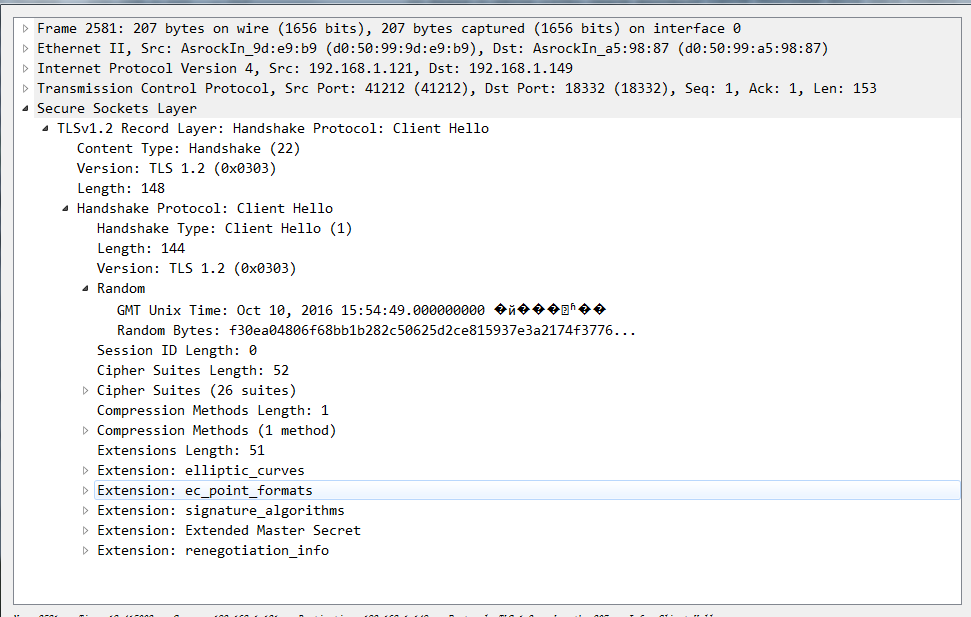 Frame 2581: 207 bytes on wire (1656 bits), 207 bytes captured (1656 bits) on interface 0
Ethernet II, Src: AsrockIn_9d:e9:b9 (d0:50:99:9d:e9:b9), Dst: AsrockIn_a5:98:87 (d0:50:99:a5:98:87)
Internet Protocol Version 4, Src: 192.168.1.121, Dst: 192.168.1.149
Transmission Control Protocol, Src Port: 41212 (41212), Dst Port: 18332 (18332), Seq: 1, Ack: 1, Len: 153
Secure Sockets Layer
TLSv1.2 Record Layer: Handshake Protocol: Client Hello
Content Type: Handshake (22)
Version: TLS 1.2 (0x0303)
Length: 148
Handshake Protocol: Client Hello
Handshake Type: Client Hello (1)
Length: 144
Version: TLS 1.2 (0x0303)
Random
GMT Unix Time: Oct 10, 2016 15:54:49.000000000
Random Bytes: f30ea04806f68bb1b282c50625d2ce815937e3a2174f3776...
Session ID Length: 0
Cipher Suites Length: 52
Cipher Suites (26 suites)
Compression Methods Length: 1
Compression Methods (1 method)
Extensions Length: 51
Extension: elliptic_curves
Extension: ec_point_formats
Extension: signature_algorithms
Extension: Extended Master Secret
Extension: renegotiation_info